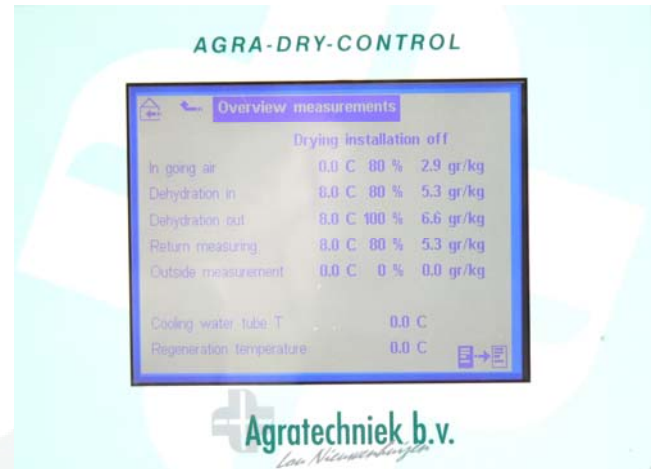 AGRA-DRY-CONTROL
Overview measurements
Drying installation off
In going air 0.0 C 80 % 2.9 gr/kg
Dehydration in 8.0 C 80 % 5.3 gr/kg
Dehydration out 8.0 C 100 % 6.6 gr/kg
Return measuring 8.0 C 80 % 5.3 gr/kg
Outside measurement 0.0 C 0 % 0.0 gr/kg
Cooling water tube T 0.0 C
Regeneration temperature 0.0 C
Agratechniek b.v.
Lou Nieuwenhuyzen